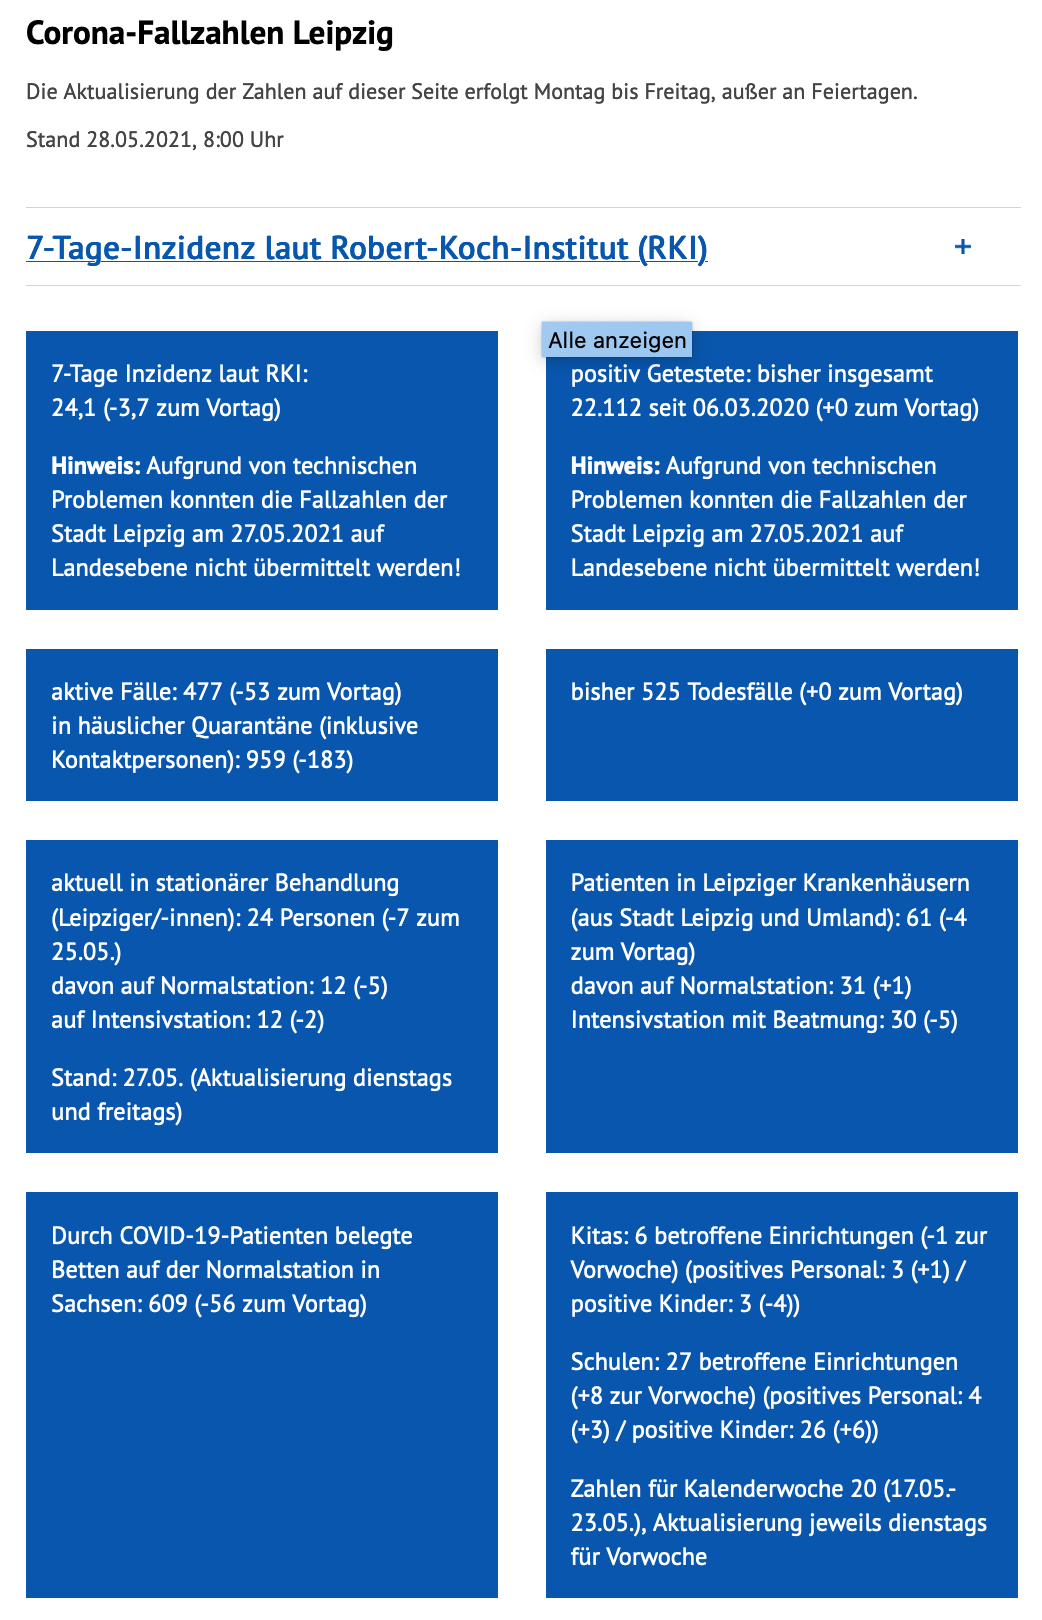 Corona-Fallzahlen Leipzig
Die Aktualisierung der Zahlen auf dieser Seite erfolgt Montag bis Freitag, außer an Feiertagen.
Stand 28.05.2021, 8:00 Uhr
7-Tage-Inzidenz laut Robert-Koch-Institut (RKI)
+
7-Tage Inzidenz laut RKI:
24,1 (-3,7 zum Vortag)
Hinweis: Aufgrund von technischen
Problemen konnten die Fallzahlen der
Stadt Leipzig am 27.05.2021 auf
Landesebene nicht übermittelt werden!
Alle anzeigen
positiv Getestete: bisher insgesamt
22.112 seit 06.03.2020 (+0 zum Vortag)
Hinweis: Aufgrund von technischen
Problemen konnten die Fallzahlen der
Stadt Leipzig am 27.05.2021 auf
Landesebene nicht übermittelt werden!
aktive Fälle: 477 (-53 zum Vortag)
in häuslicher Quarantäne (inklusive
Kontaktpersonen): 959 (-183)
bisher 525 Todesfälle (+0 zum Vortag)
aktuell in stationärer Behandlung
(Leipziger/-innen): 24 Personen (-7 zum
25.05.)
davon auf Normalstation: 12 (-5)
auf Intensivstation: 12 (-2)
Stand: 27.05. (Aktualisierung dienstags
und freitags)
Patienten in Leipziger Krankenhäusern
(aus Stadt Leipzig und Umland): 61 (-4
zum Vortag)
davon auf Normalstation: 31 (+1)
Intensivstation mit Beatmung: 30 (-5)
Durch COVID-19-Patienten belegte
Betten auf der Normalstation in
Sachsen: 609 (-56 zum Vortag)
Kitas: 6 betroffene Einrichtungen (-1 zur
Vorwoche) (positives Personal: 3 (+1) /
positive Kinder: 3 (-4))
Schulen: 27 betroffene Einrichtungen
(+8 zur Vorwoche) (positives Personal: 4
(+3) / positive Kinder: 26 (+6))
Zahlen für Kalenderwoche 20 (17.05.-
23.05.), Aktualisierung jeweils dienstags
für Vorwoche